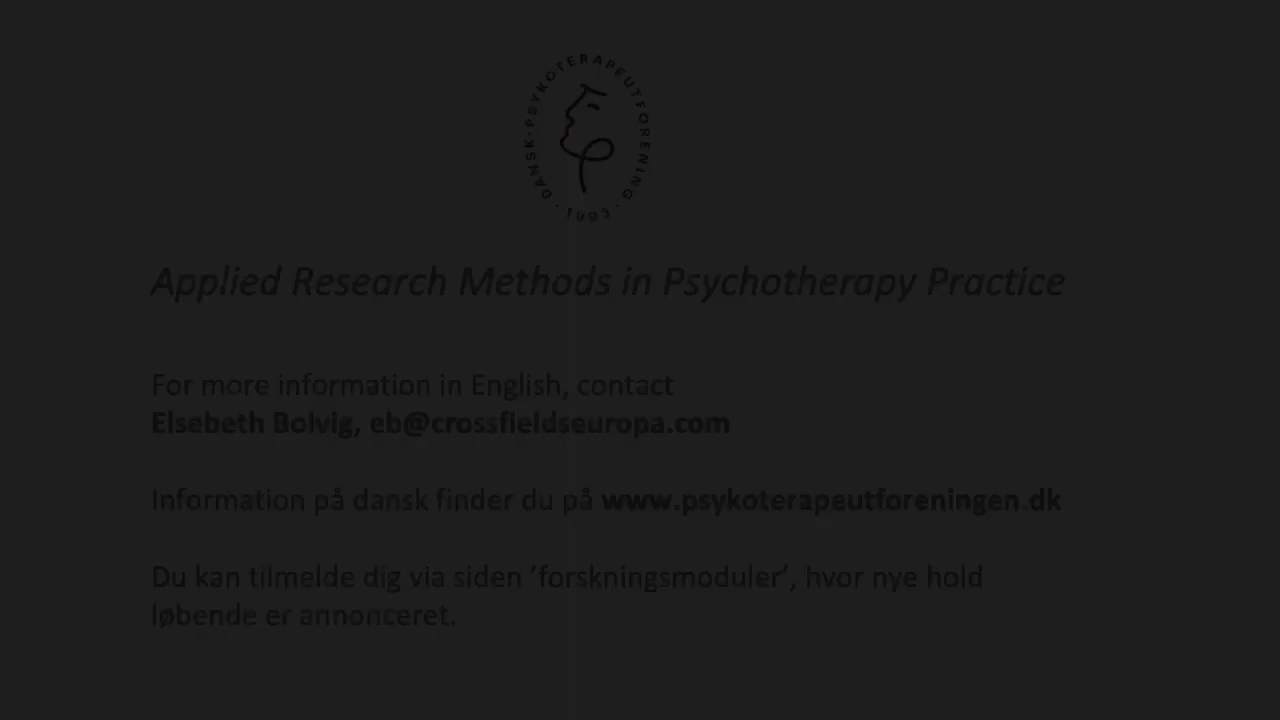 DANSK·PSYKOTERAPEUTFORENING · 1993 ·
Applied Research Methods in Psychotherapy Practice
For more information in English, contact
Elsebeth Bolvig, eb@crossfieldseuropa.com
Information på dansk finder du på www.psykoterapeutforeningen.dk
Du kan tilmelde dig via siden ‘forskningsmoduler’, hvor nye hold
løbende er annonceret.